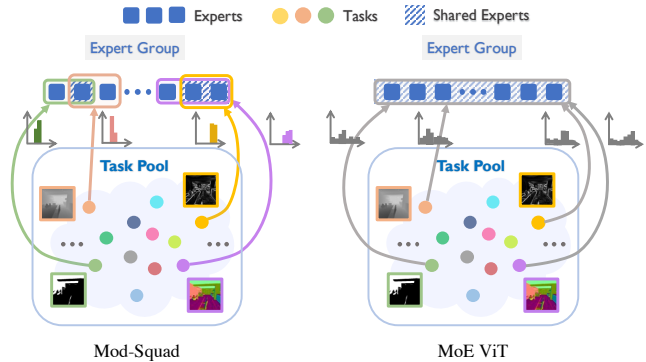 Experts Tasks Shared Experts
Expert Group Expert Group
Task Pool Task Pool
Mod-Squad MoE ViT